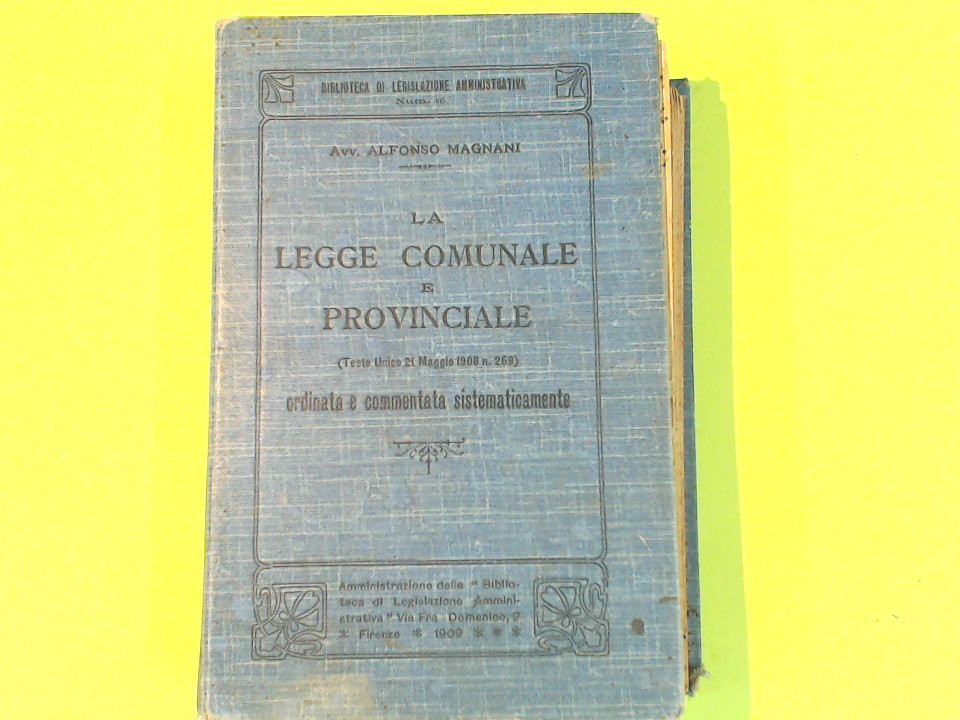 BIBLIOTECA DI LEGISLAZIONE AMMINISTRATIVA
Num.
Avv. ALFONSO MAGNANI
LA
LEGGE COMUNALE
E
PROVINCIALE
(Testo Unico 21 Maggio 1908 n. 269)
ordinata e commentata sistematicamente
Amministrazione della " Biblio-
teca di Legislazione Ammini-
strativa " Via Fra Domenico, 2
* Firenze * 1909 * * *